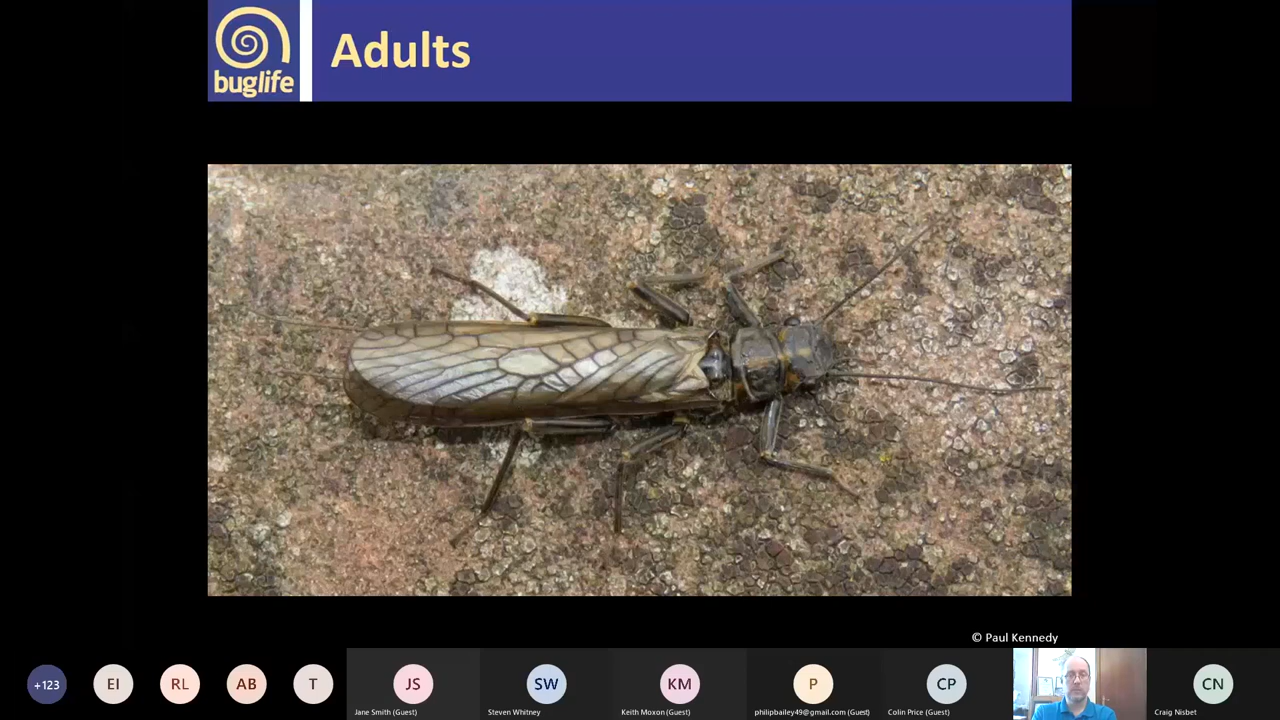 buglife
Adults
© Paul Kennedy
+123
EI
RL
AB
T
JS
Jane Smith (Guest)
SW
Steven Whitney
KM
Keith Moxon (Guest)
P
philipbailey49@gmail.com (Guest)
CP
Colin Price (Guest)
CN
Craig Nisbet